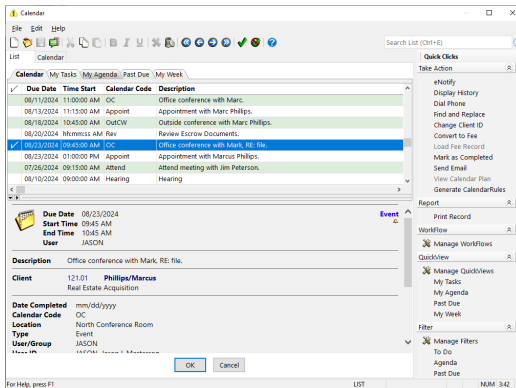 Calendar
File Edit Help
B I U
Search List (Ctrl+E)
List Calendar
Calendar My Tasks My Agenda Past Due My Week
Due Date Time Start Calendar Code Description
08/11/2024 11:00:00 AM OC Office conference with Marc.
08/13/2024 11:15:00 AM Appoint Appointment with Marc Phillips.
08/18/2024 10:45:00 AM OutCW Outside conference with Marc Phillips.
08/20/2024 hh:mm:ss AM Rev Review Escrow Documents.
08/23/2024 09:45:00 AM OC Office conference with Mark, RE: file.
08/23/2024 01:00:00 PM Appoint Appointment with Marcus Phillips.
07/26/2024 09:15:00 AM Attend Attend meeting with Jim Peterson.
08/10/2024 09:00:00 AM Hearing Hearing
Due Date 08/23/2024 Event
Start Time 09:45 AM
End Time 10:45 AM
User JASON
Description Office conference with Mark, RE: file.
Client 121.01 Phillips/Marcus
Real Estate Acquisition
Date Completed mm/dd/yyyy
Calendar Code OC
Location North Conference Room
Type Event
User/Group JASON
User ID JASON Jason L Masterson
OK Cancel
Quick Clicks
Take Action
eNotify
Display History
Dial Phone
Find and Replace
Change Client ID
Convert to Fee
Load Fee Record
Mark as Completed
Send Email
View Calendar Plan
Generate CalendarRules
Report
Print Record
WorkFlow
Manage WorkFlows
QuickView
Manage QuickViews
My Tasks
My Agenda
Past Due
My Week
Filter
Manage Filters
To Do
Agenda
Past Due
For Help, press F1 LIST NUM 3:42